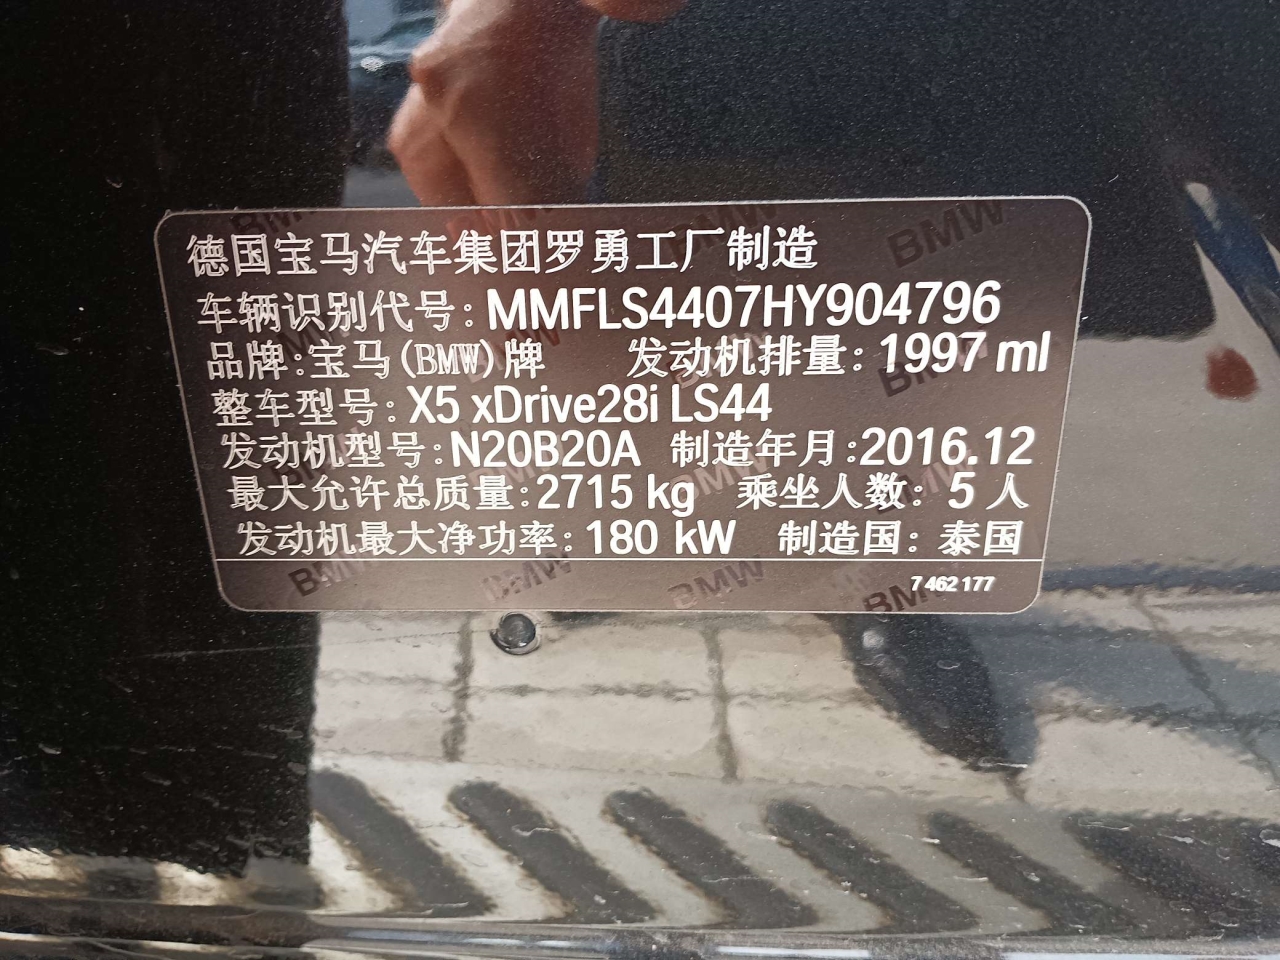 德国宝马汽车集团罗勇工厂制造
车辆识别代号: MMFLS4407HY904796
品牌:宝马(BMW)牌 发动机排量: 1997 ml
整车型号: X5 xDrive28i LS44
发动机型号: N20B20A 制造年月:2016.12
最大允许总质量: 2715 kg 乘坐人数: 5 人
发动机最大净功率: 180 kW 制造国: 泰国
7 462 177